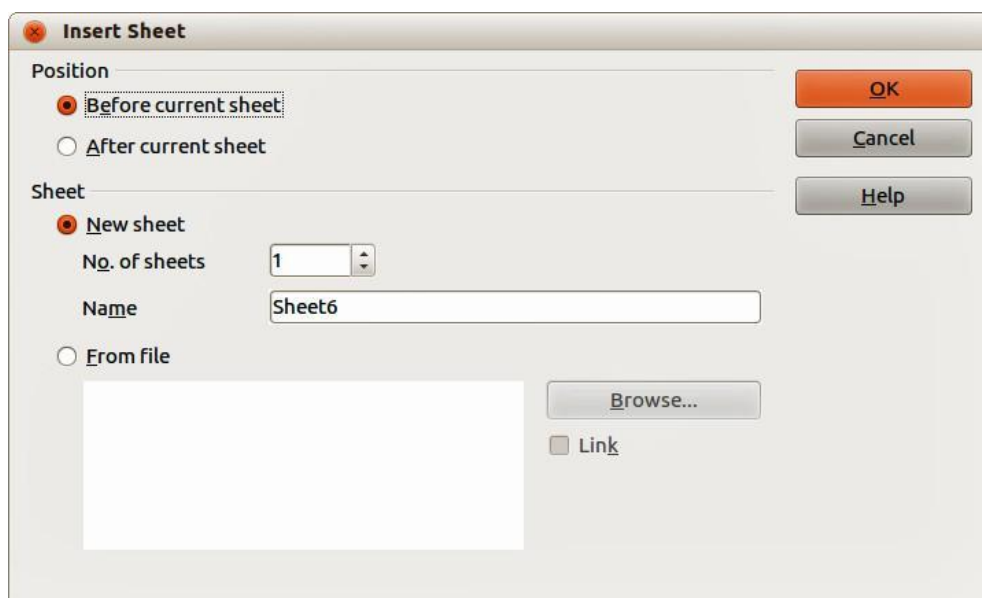 Insert Sheet
Position
Before current sheet
After current sheet
Sheet
New sheet
No. of sheets 1
Name Sheet6
From file
Browse...
Link
OK
Cancel
Help